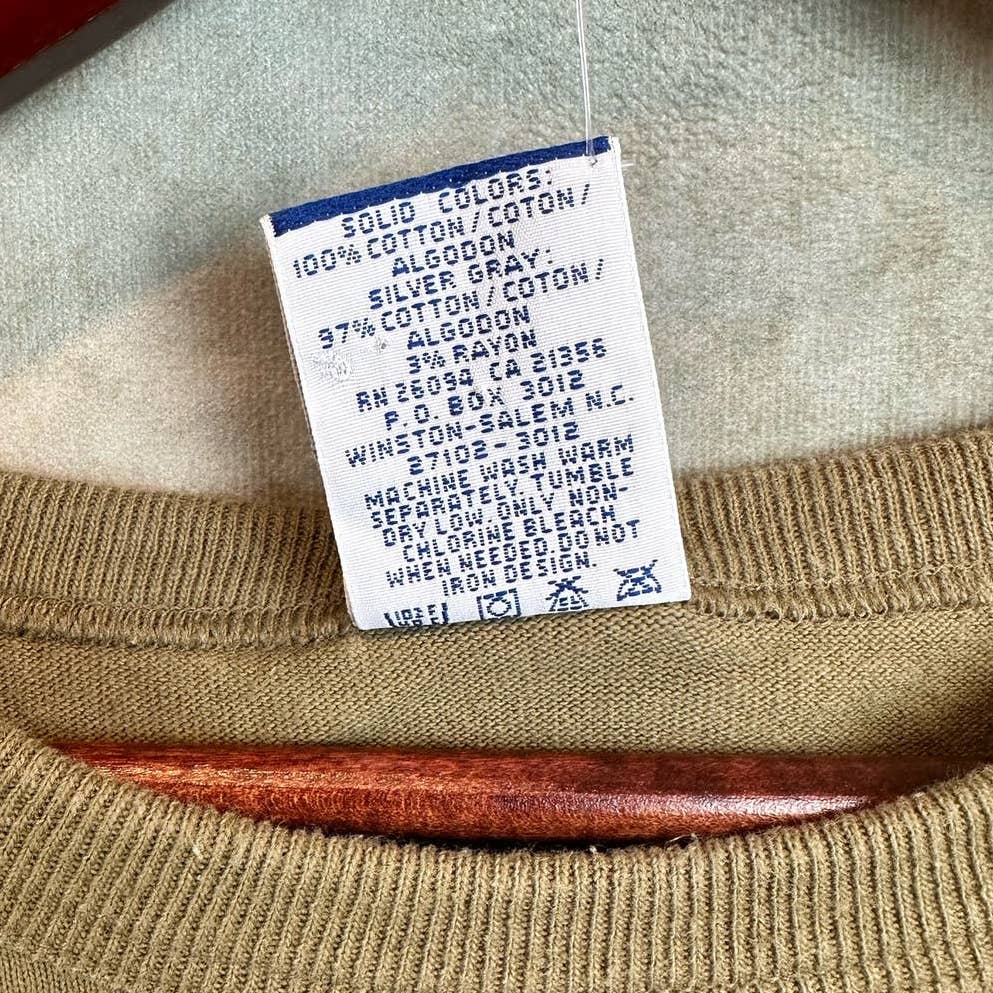 SOLID COLORS:
100% COTTON/COTON/
ALGODON
SILVER GRAY:
97% COTTON/COTON/
ALGODON
3% RAYON
RN 26094 CA 21356
P.O. BOX 3012
WINSTON-SALEM N.C.
27102-3012
MACHINE WASH WARM
SEPARATELY. TUMBLE
DRY LOW. ONLY NON-
CHLORINE BLEACH
WHEN NEEDED. DO NOT
IRON DESIGN.